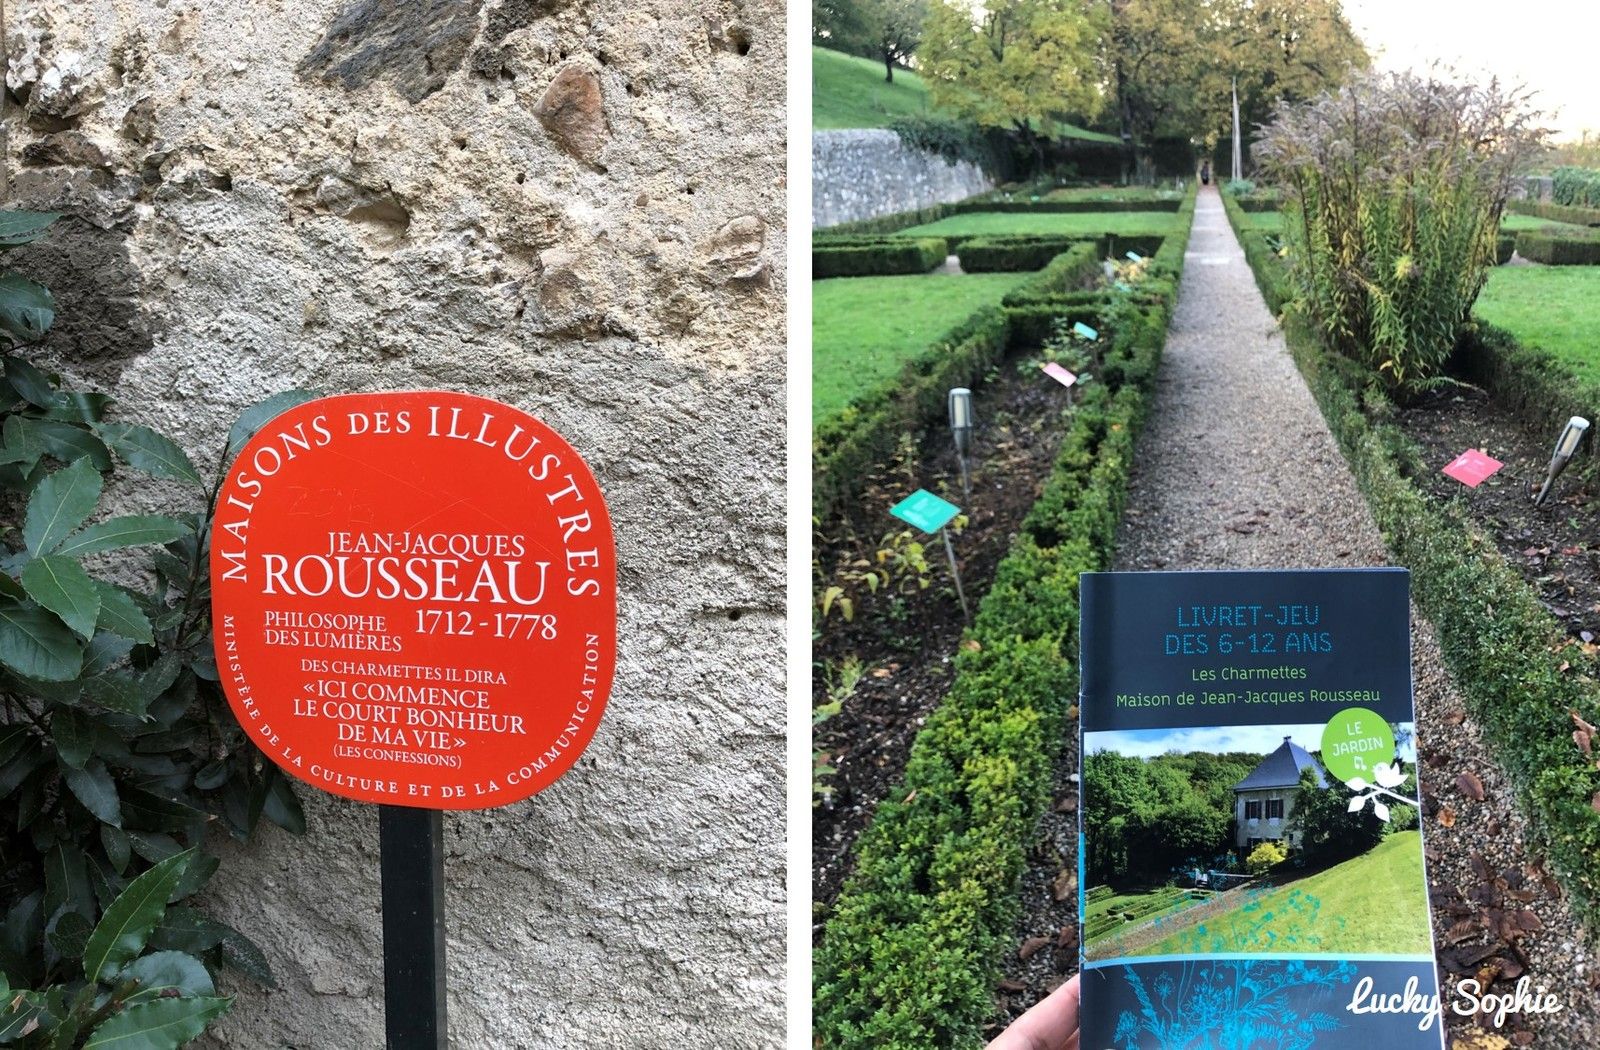 MAISONS DES ILLUSTRES
JEAN-JACQUES
ROUSSEAU
PHILOSOPHE
DES LUMIÈRES
1712 - 1778
DES CHARMETTES IL DIRA
«ICI COMMENCE
LE COURT BONHEUR
DE MA VIE»
(LES CONFESSIONS)
MINISTÈRE DE LA CULTURE ET DE LA COMMUNICATION
LIVRET-JEU
DES 6-12 ANS
Les Charmettes
Maison de Jean-Jacques Rousseau
LE
JARDIN
Lucky Sophie